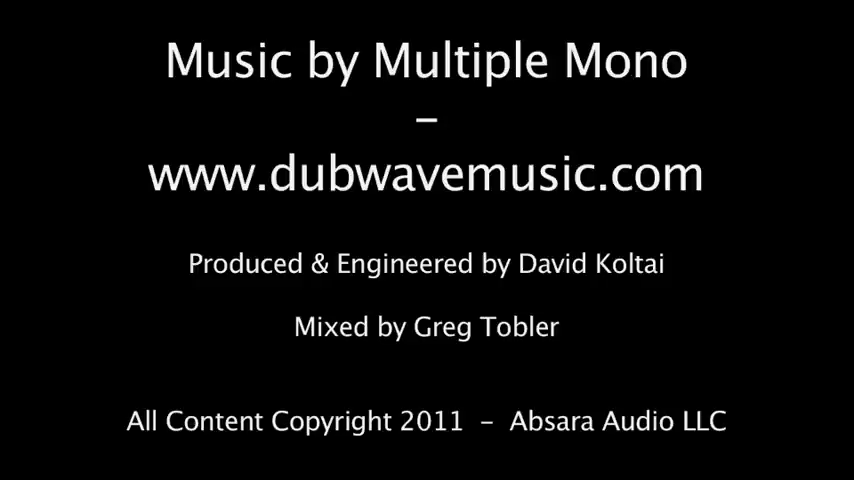 Music by Multiple Mono
–
www.dubwavemusic.com
Produced & Engineered by David Koltai
Mixed by Greg Tobler
All Content Copyright 2011 – Absara Audio LLC